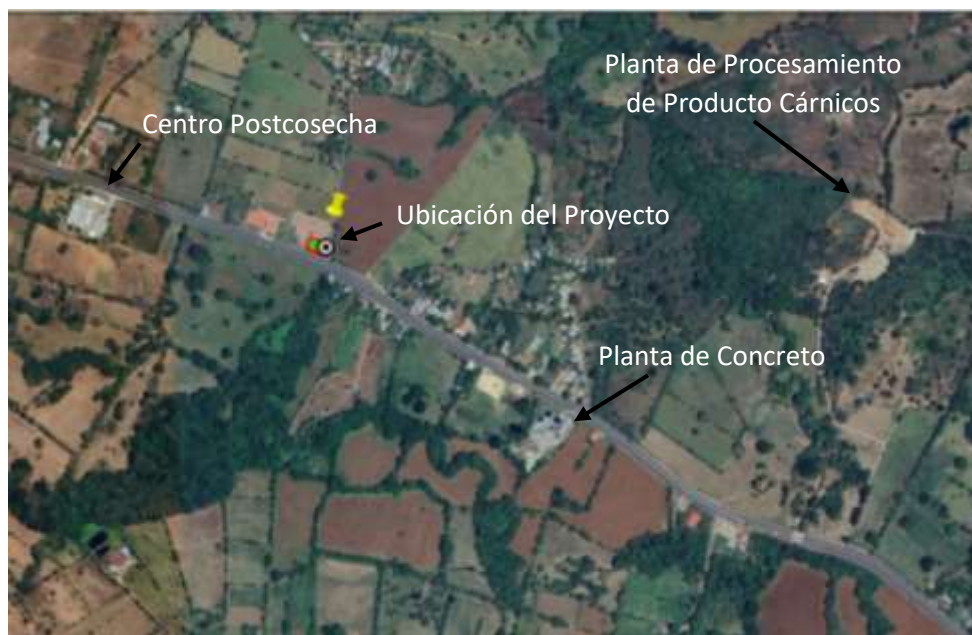 Planta de Procesamiento
de Producto Cárnicos
Centro Postcosecha
Ubicación del Proyecto
Planta de Concreto